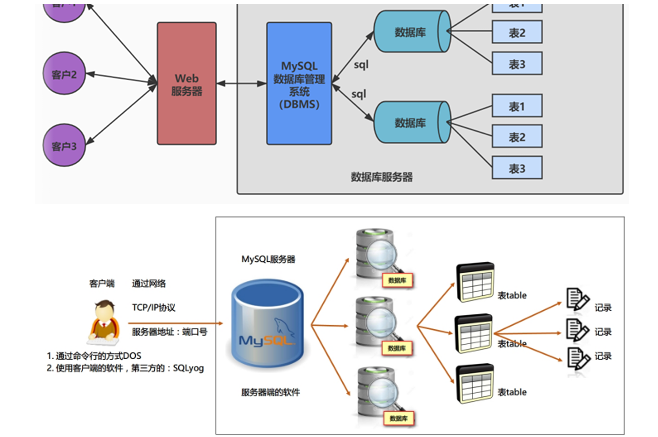 客户1
表1
数据库
表2
表3
sql
客户2
Web
服务器
MySQL
数据库管理
系统
(DBMS)
sql
表1
数据库
表2
客户3
表3
数据库服务器
MySQL服务器
数据库
客户端 通过网络
表table
TCP/IP协议
记录
服务器地址:端口号
MySQL
数据库
表table
记录
1. 通过命令行的方式DOS
2. 使用客户端的软件,第三方的:SQLyog
记录
服务器端的软件
表table
数据库